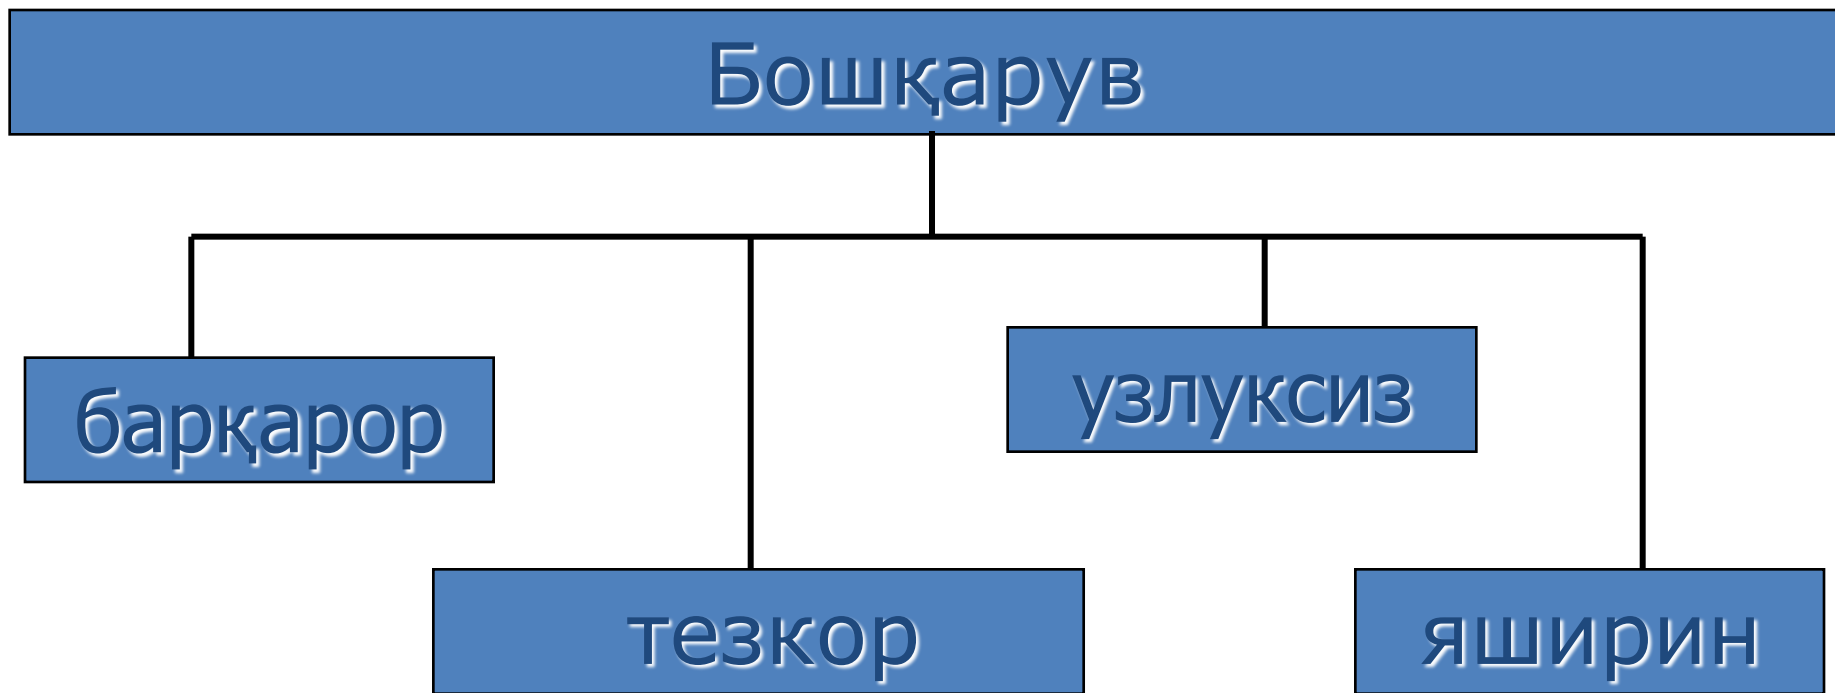 Бошқарув
барқарор
узлуксиз
тезкор
яширин